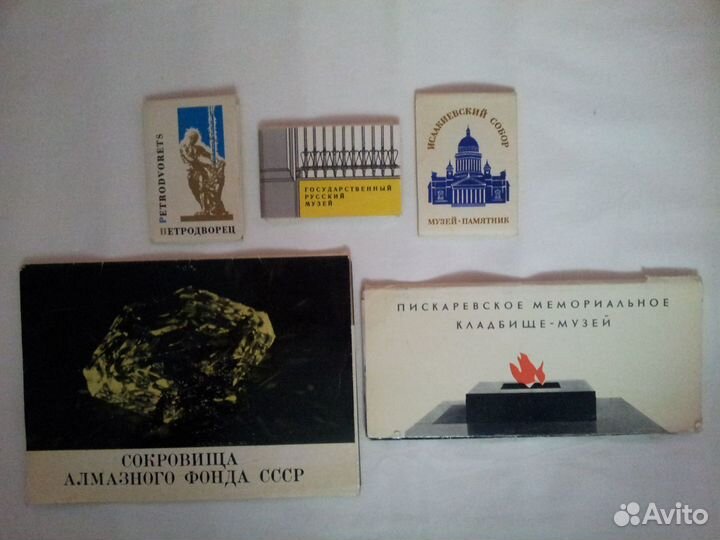 PETRODVORETS
ПЕТРОДВОРЕЦ
ГОСУДАРСТВЕННЫЙ
РУССКИЙ
МУЗЕЙ
ИСААКИЕВСКИЙ СОБОР
МУЗЕЙ-ПАМЯТНИК
СОКРОВИЩА
АЛМАЗНОГО ФОНДА СССР
ПИСКАРЕВСКОЕ МЕМОРИАЛЬНОЕ
КЛАДБИЩЕ-МУЗЕЙ
Avito